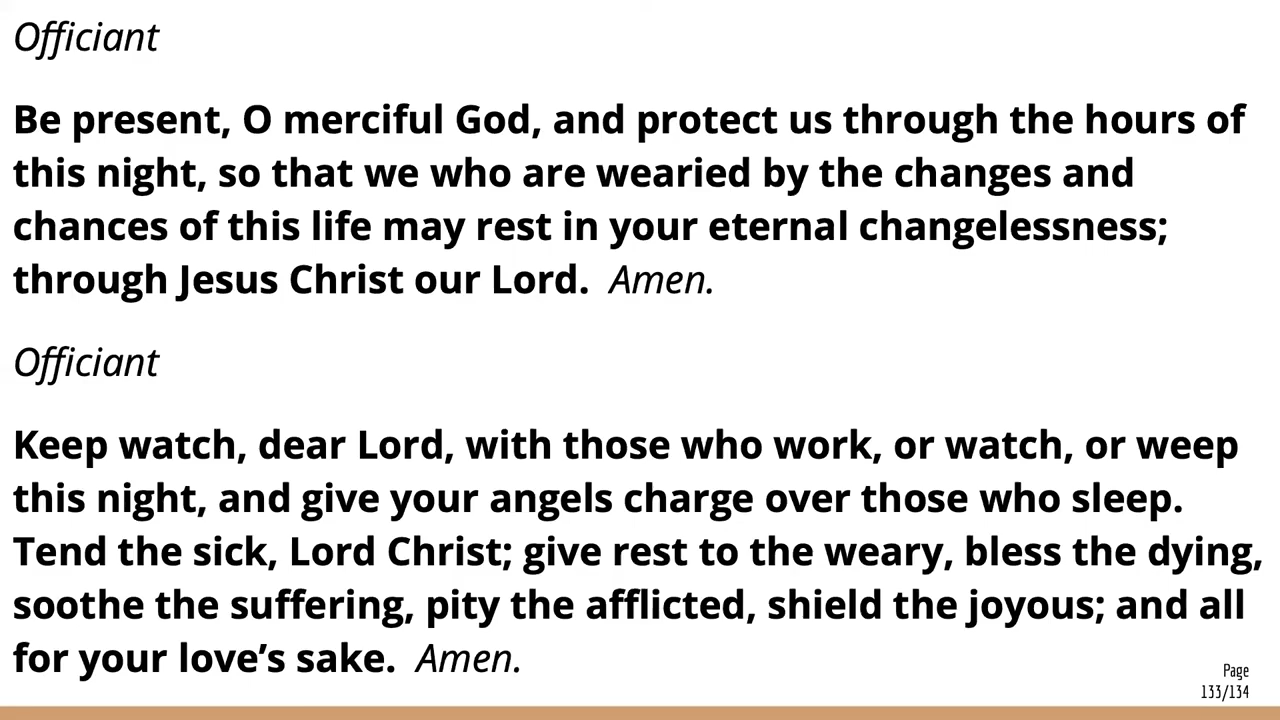 Officiant
Be present, O merciful God, and protect us through the hours of
this night, so that we who are wearied by the changes and
chances of this life may rest in your eternal changelessness;
through Jesus Christ our Lord.  Amen.
Officiant
Keep watch, dear Lord, with those who work, or watch, or weep
this night, and give your angels charge over those who sleep.
Tend the sick, Lord Christ; give rest to the weary, bless the dying,
soothe the suffering, pity the afflicted, shield the joyous; and all
for your love’s sake.  Amen.
Page
133/134